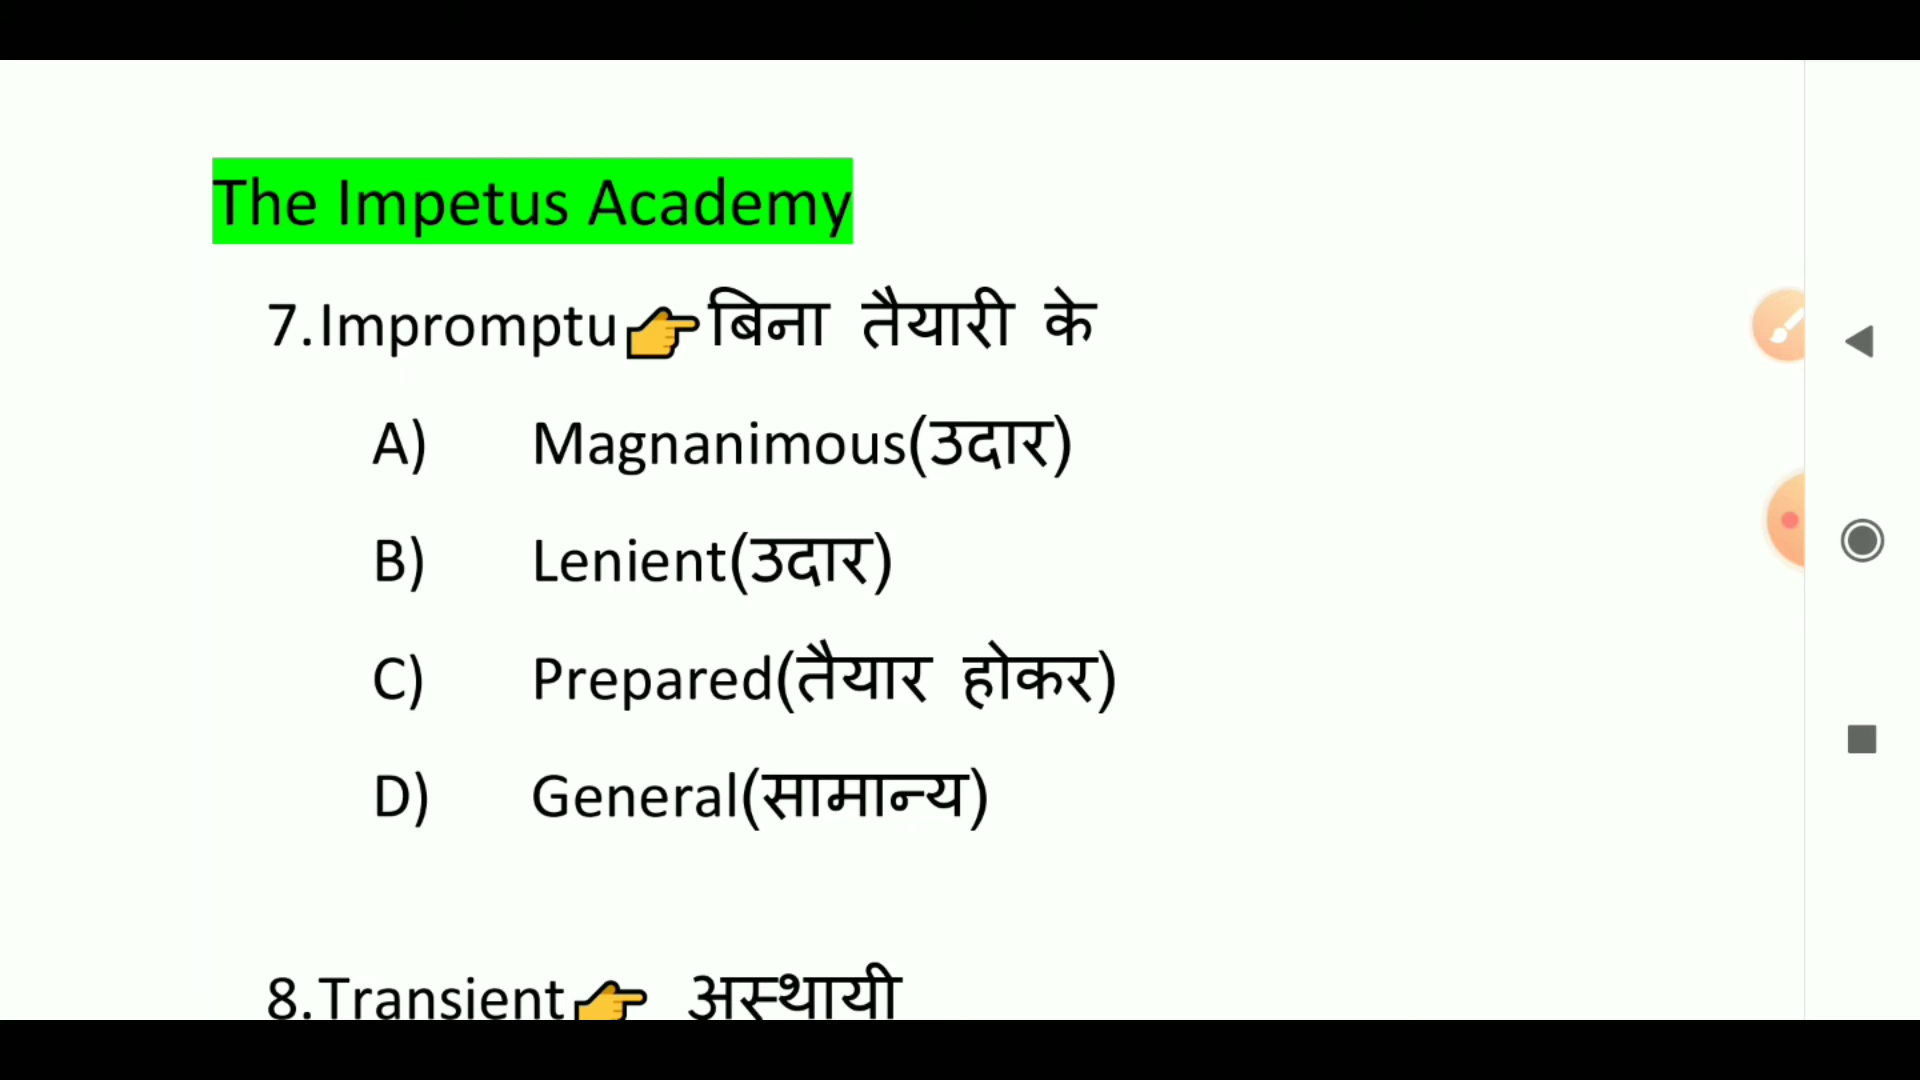 The Impetus Academy
7.Impromptu👉बिना तैयारी के
A) Magnanimous(उदार)
B) Lenient(उदार)
C) Prepared(तैयार होकर)
D) General(सामान्य)
8.Transient👉 अस्थायी